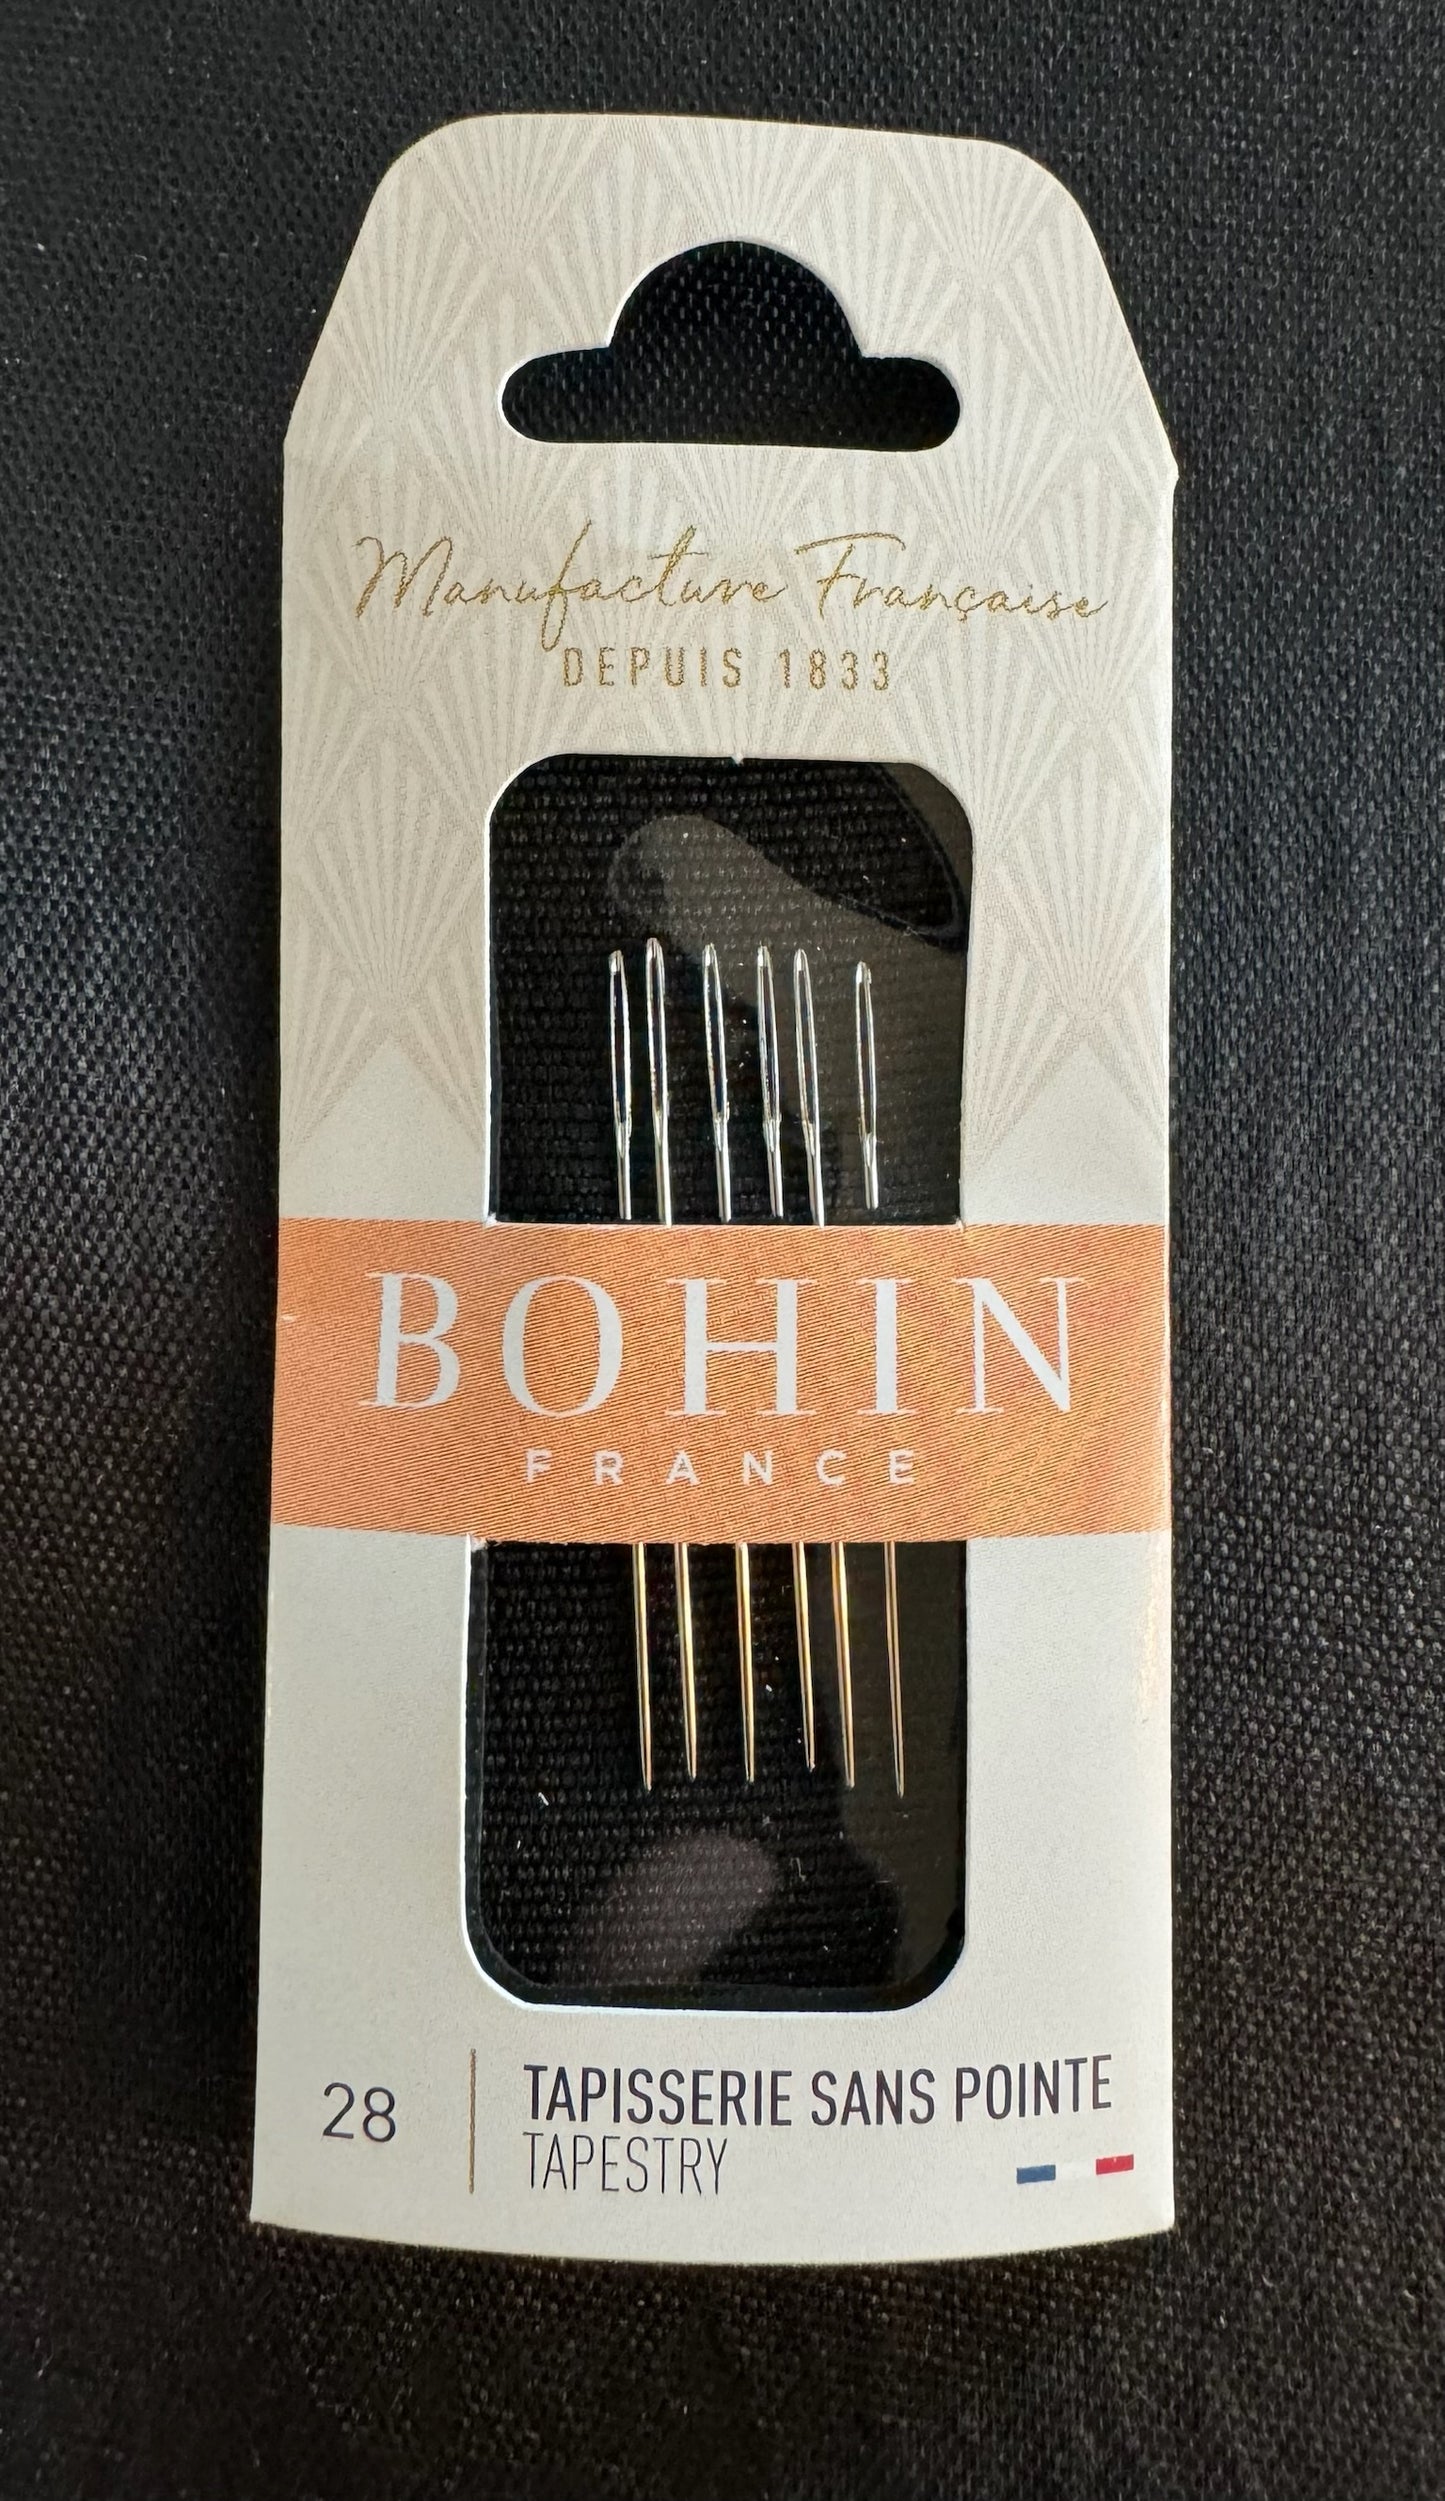 Manufacture Française
DEPUIS 1833
BOHIN
FRANCE
28
TAPISSERIE SANS POINTE
TAPESTRY